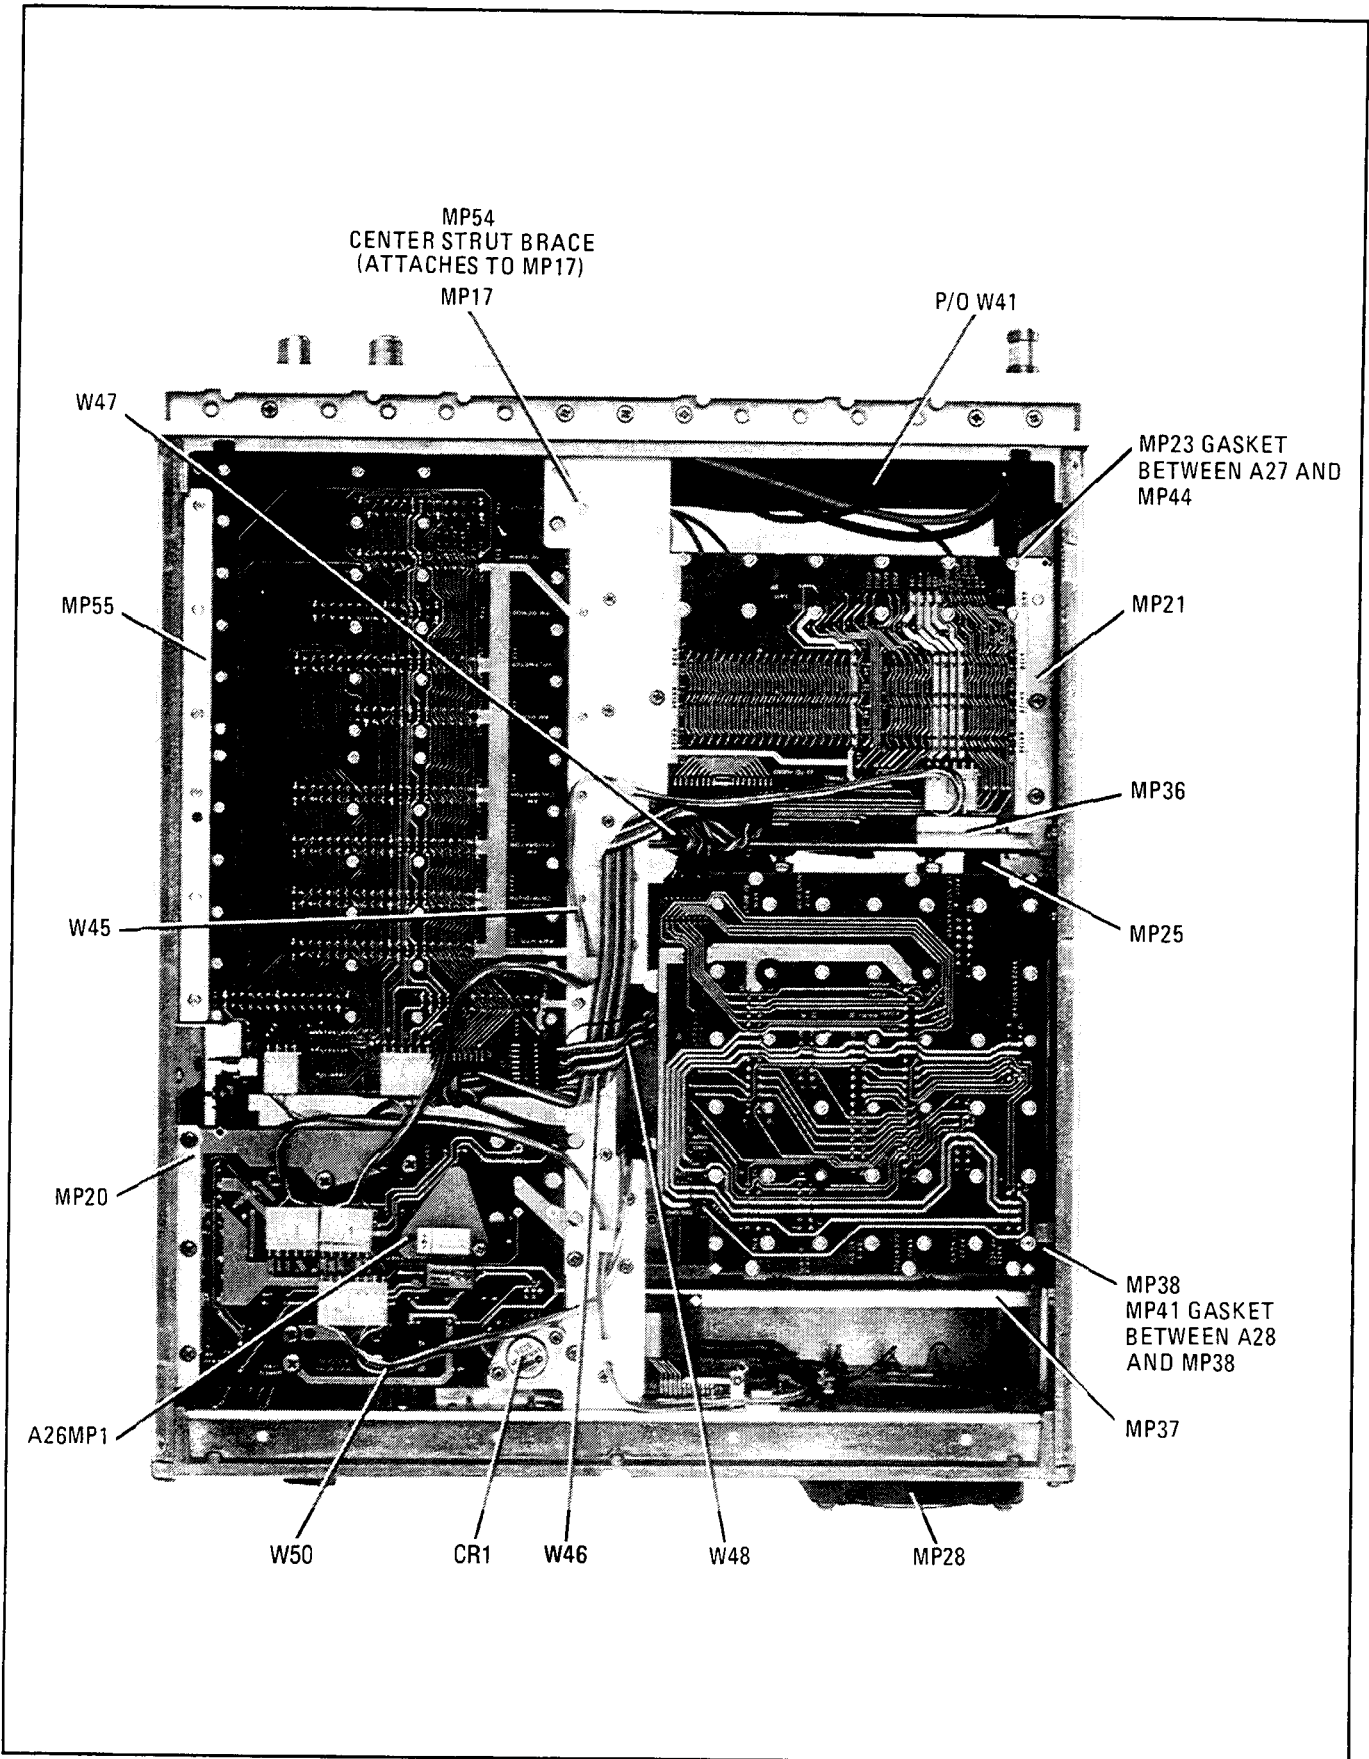 MP54
CENTER STRUT BRACE
(ATTACHES TO MP17)
MP17
P/O W41
W47
MP23 GASKET
BETWEEN A27 AND
MP44
MP55
MP21
MP36
W45
MP25
MP20
MP38
MP41 GASKET
BETWEEN A28
AND MP38
A26MP1
MP37
W50
CR1
W46
W48
MP28